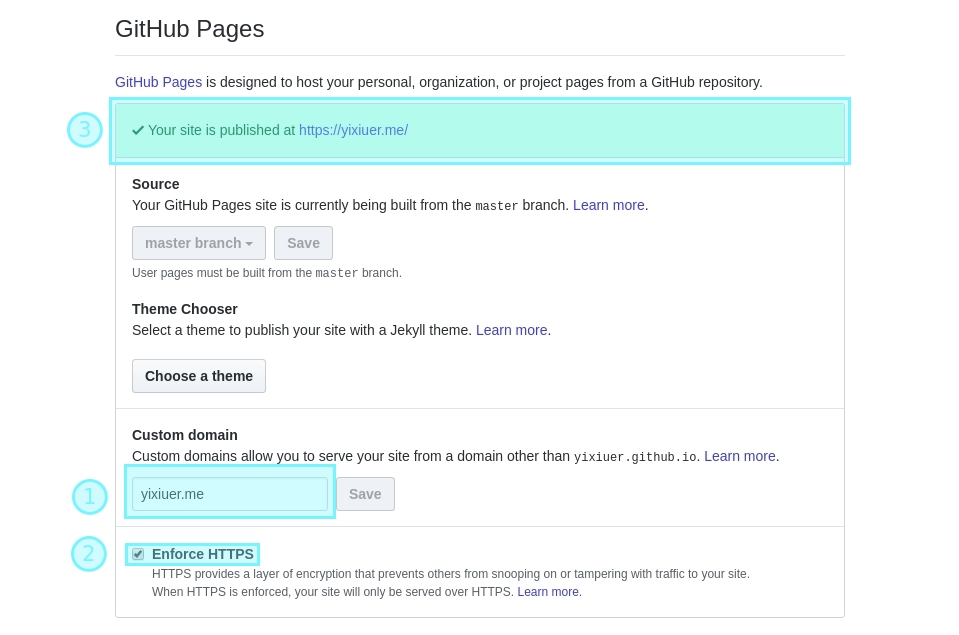 GitHub Pages
GitHub Pages is designed to host your personal, organization, or project pages from a GitHub repository.
3
Your site is published at https://yixiuer.me/
Source
Your GitHub Pages site is currently being built from the master branch. Learn more.
master branch Save
User pages must be built from the master branch.
Theme Chooser
Select a theme to publish your site with a Jekyll theme. Learn more.
Choose a theme
Custom domain
Custom domains allow you to serve your site from a domain other than yixiuer.github.io. Learn more.
1 yixiuer.me Save
2 Enforce HTTPS
HTTPS provides a layer of encryption that prevents others from snooping on or tampering with traffic to your site.
When HTTPS is enforced, your site will only be served over HTTPS. Learn more.